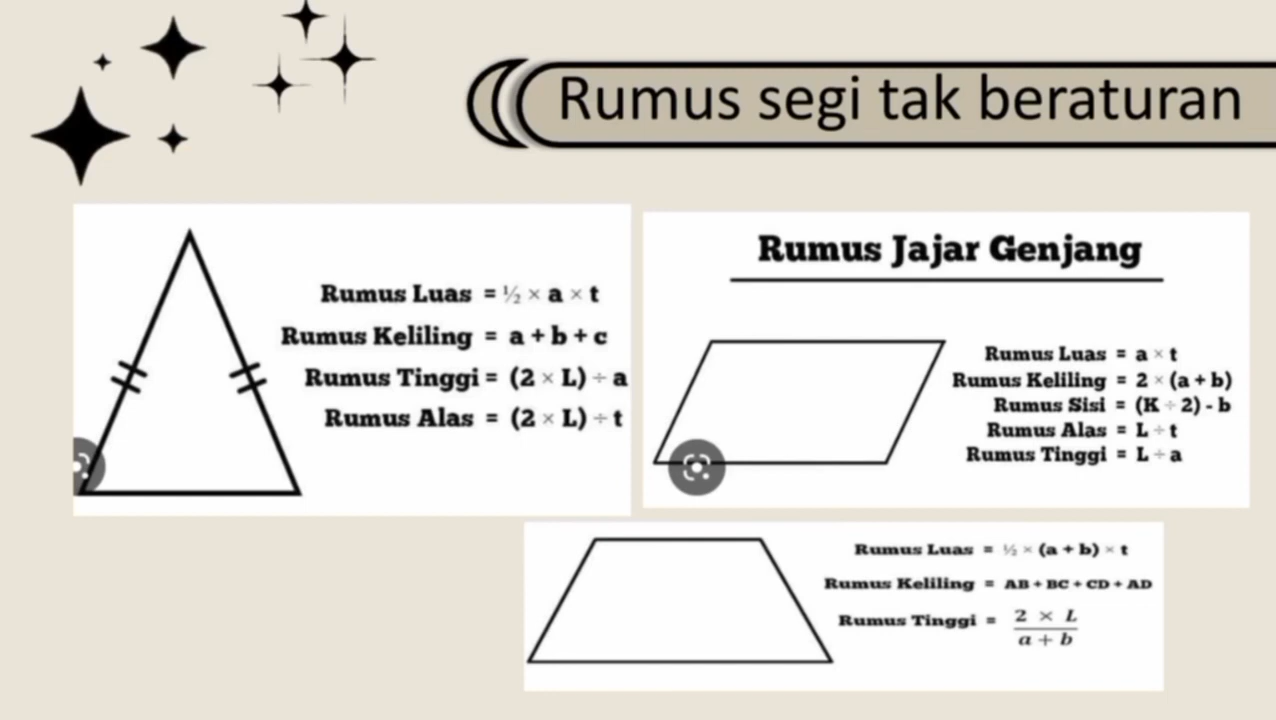 Rumus segi tak beraturan
Rumus Luas = ½ × a × t
Rumus Keliling = a + b + c
Rumus Tinggi = (2 × L) ÷ a
Rumus Alas = (2 × L) ÷ t
Rumus Jajar Genjang
Rumus Luas = a × t
Rumus Keliling = 2 × (a + b)
Rumus Sisi = (K ÷ 2) - b
Rumus Alas = L ÷ t
Rumus Tinggi = L ÷ a
Rumus Luas = ½ × (a + b) × t
Rumus Keliling = AB + BC + CD + AD
Rumus Tinggi = 2 × L
a + b